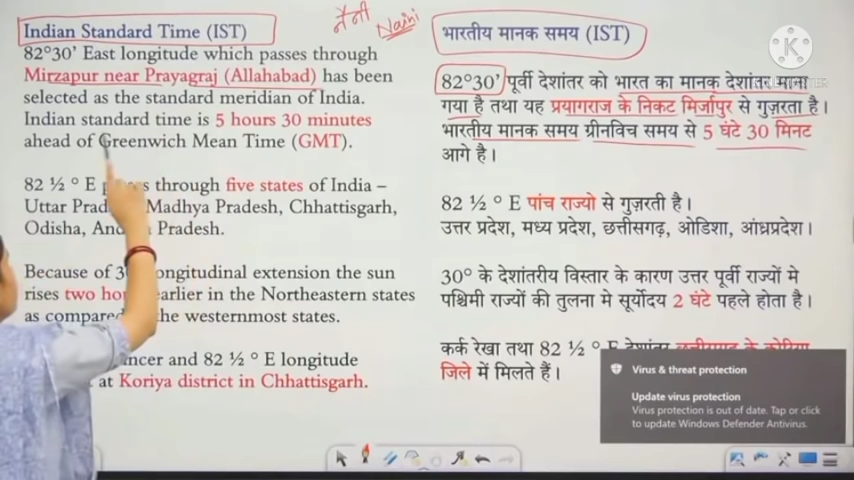 Indian Standard Time (IST)
82°30' East longitude which passes through
Mirzapur near Prayagraj (Allahabad) has been
selected as the standard meridian of India.
Indian standard time is 5 hours 30 minutes
ahead of Greenwich Mean Time (GMT).
82 ½ ° E through five states of India –
Uttar Madhya Pradesh, Chhattisgarh,
Odisha, Pradesh.
Because of longitudinal extension the sun
rises two earlier in the Northeastern states
as compared the westernmost states.
and 82 ½ ° E longitude
at Koriya district in Chhattisgarh.
नैनी
Naini
भारतीय मानक समय (IST)
82°30' पूर्वी देशांतर को भारत का मानक देशांतर माना
गया है तथा यह प्रयागराज के निकट मिर्जापुर से गुज़रता है।
भारतीय मानक समय ग्रीनविच समय से 5 घंटे 30 मिनट
आगे है।
82 ½ ° E पांच राज्यो से गुज़रती है।
उत्तर प्रदेश, मध्य प्रदेश, छत्तीसगढ़, ओडिशा, आंध्रप्रदेश।
30° के देशांतरीय विस्तार के कारण उत्तर पूर्वी राज्यों मे
पश्चिमी राज्यों की तुलना मे सूर्योदय 2 घंटे पहले होता है।
कर्क रेखा तथा 82 ½ ° E देशांतर छत्तीसगढ़ के कोरिया
जिले में मिलते हैं।
K
Virus & threat protection
Update virus protection
Virus protection is out of date. Tap or click
to update Windows Defender Antivirus.